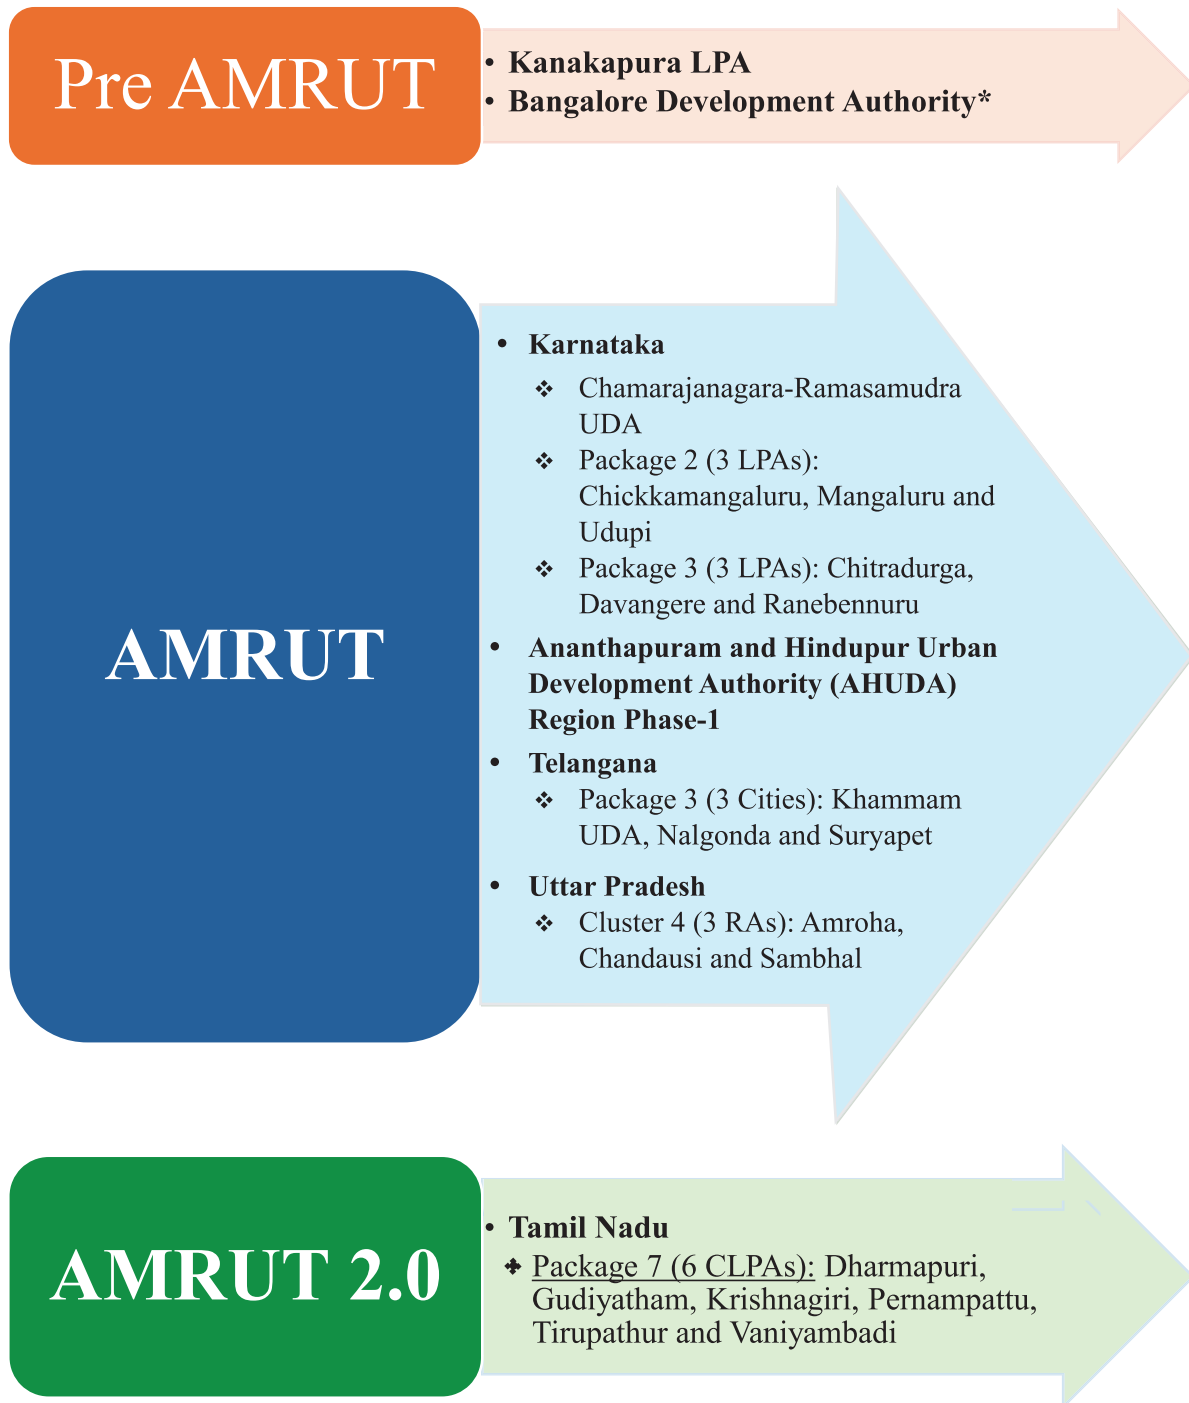 Pre AMRUT
• Kanakapura LPA
• Bangalore Development Authority*
AMRUT
• Karnataka
❖ Chamarajanagara-Ramasamudra
UDA
❖ Package 2 (3 LPAs):
Chickkamangaluru, Mangaluru and
Udupi
❖ Package 3 (3 LPAs): Chitradurga,
Davangere and Ranebennuru
• Ananthapuram and Hindupur Urban
Development Authority (AHUDA)
Region Phase-1
• Telangana
❖ Package 3 (3 Cities): Khammam
UDA, Nalgonda and Suryapet
• Uttar Pradesh
❖ Cluster 4 (3 RAs): Amroha,
Chandausi and Sambhal
AMRUT 2.0
• Tamil Nadu
❖ Package 7 (6 CLPAs): Dharmapuri,
Gudiyatham, Krishnagiri, Pernampattu,
Tirupathur and Vaniyambadi